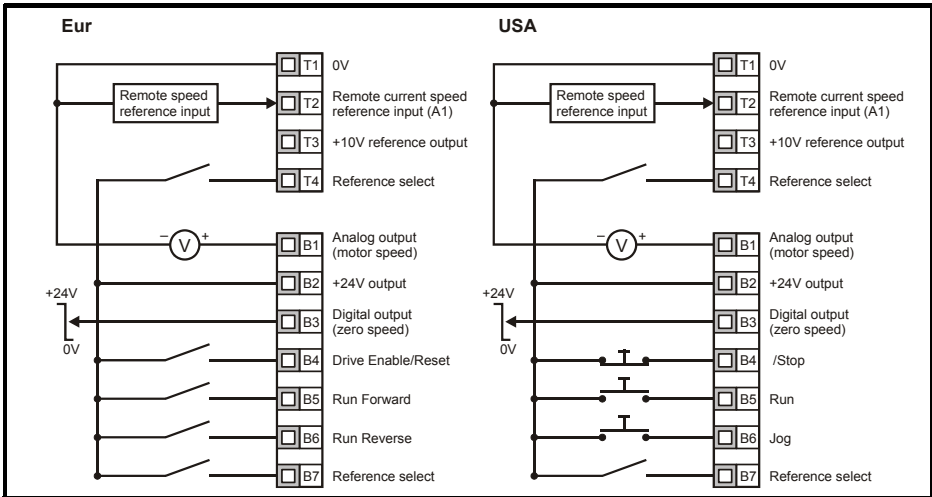 Eur
T1 0V
Remote speed
reference input
T2 Remote current speed
reference input (A1)
T3 +10V reference output
T4 Reference select
– V +
B1 Analog output
(motor speed)
B2 +24V output
+24V
0V
B3 Digital output
(zero speed)
B4 Drive Enable/Reset
B5 Run Forward
B6 Run Reverse
B7 Reference select
USA
T1 0V
Remote speed
reference input
T2 Remote current speed
reference input (A1)
T3 +10V reference output
T4 Reference select
– V +
B1 Analog output
(motor speed)
B2 +24V output
+24V
0V
B3 Digital output
(zero speed)
B4 /Stop
B5 Run
B6 Jog
B7 Reference select